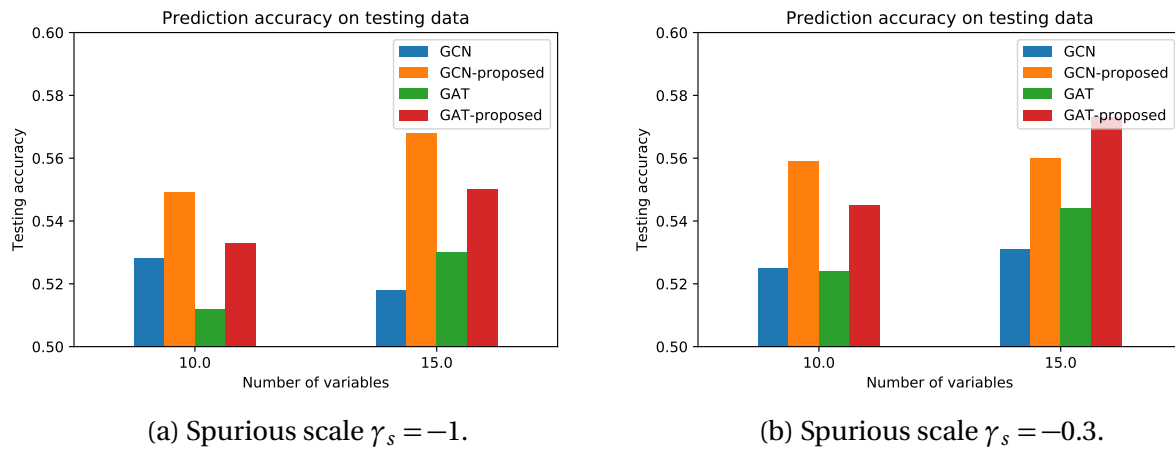 Prediction accuracy on testing data
0.60
0.58
0.56
0.54
0.52
0.50
Testing accuracy
GCN
GCN-proposed
GAT
GAT-proposed
10.0
15.0
Number of variables
(a) Spurious scale γₛ = −1.
Prediction accuracy on testing data
0.60
0.58
0.56
0.54
0.52
0.50
Testing accuracy
GCN
GCN-proposed
GAT
GAT-proposed
10.0
15.0
Number of variables
(b) Spurious scale γₛ = −0.3.